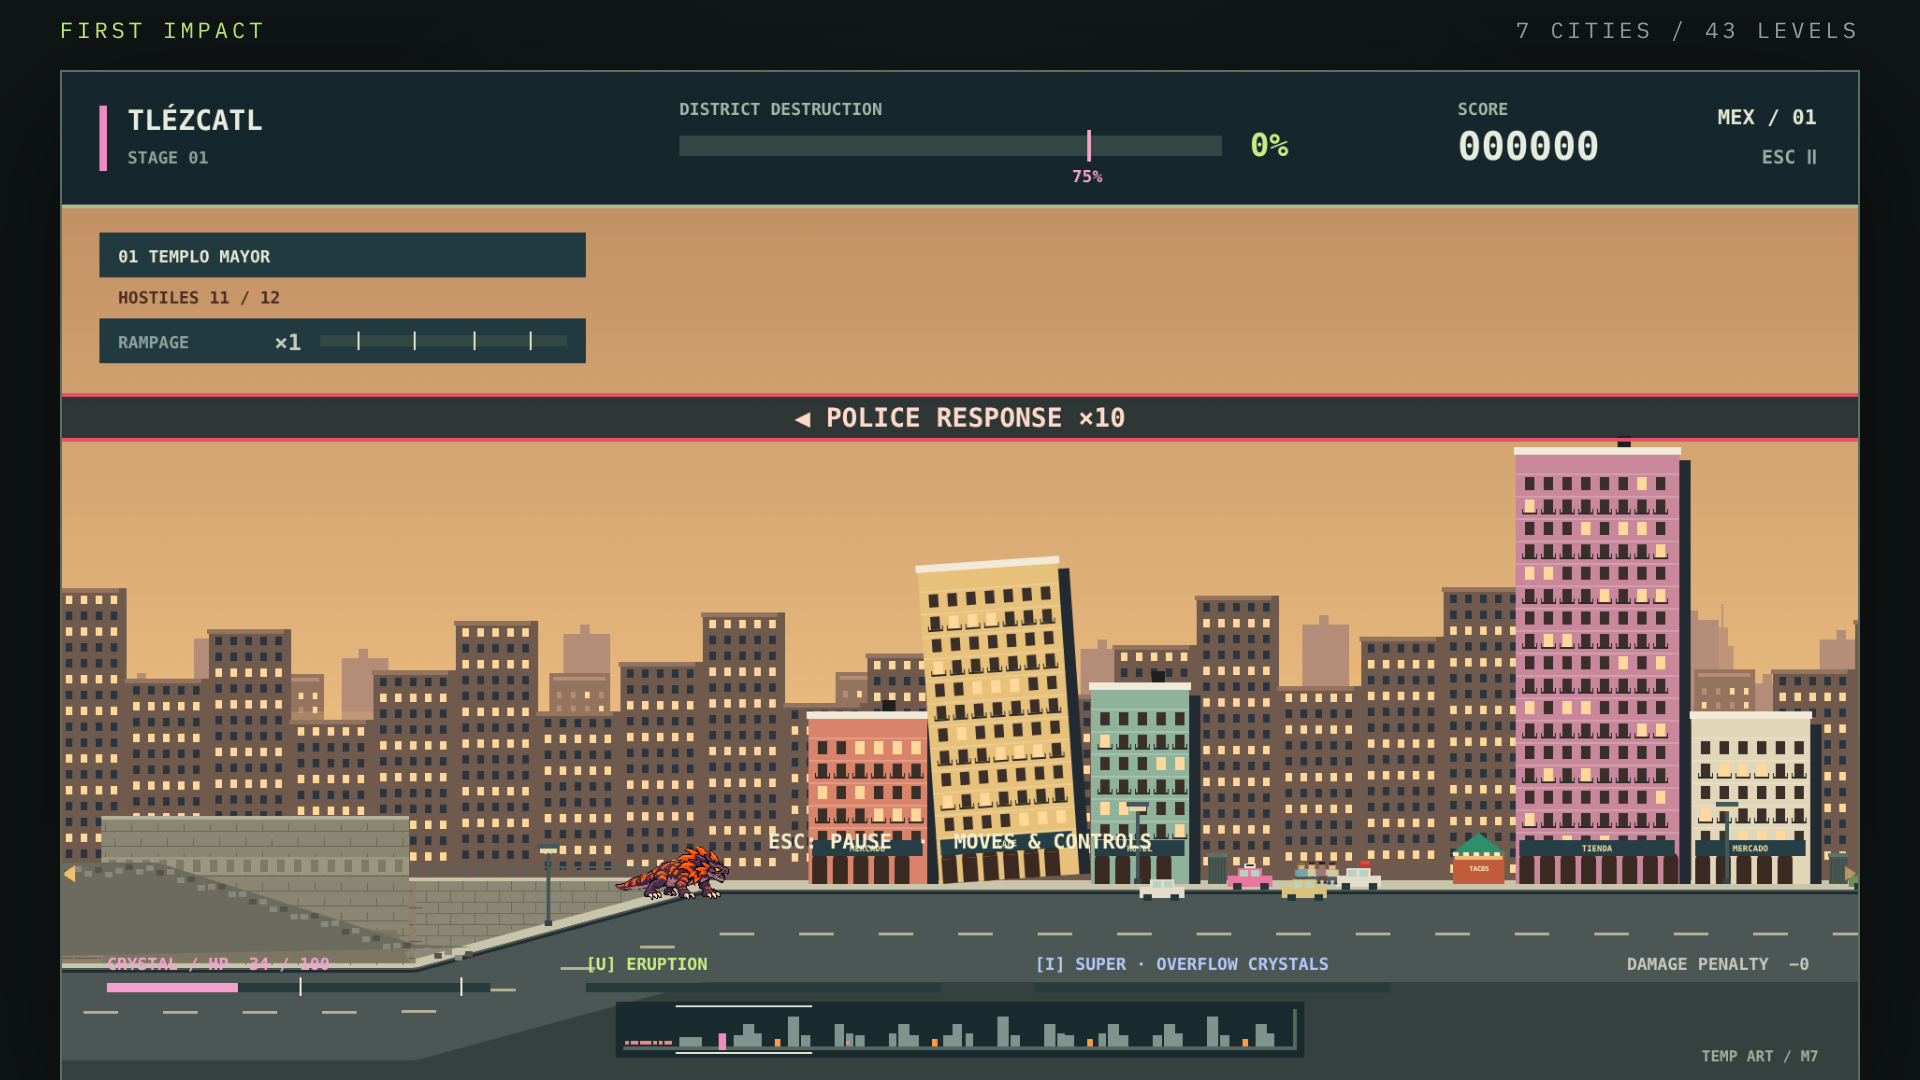 FIRST IMPACT
7 CITIES / 43 LEVELS
TLÉZCATL
STAGE 01
DISTRICT DESTRUCTION
0%
75%
SCORE
000000
MEX / 01
ESC II
01 TEMPLO MAYOR
HOSTILES 11 / 12
RAMPAGE ×1
◀ POLICE RESPONSE ×10
ESC: PAUSE MOVES & CONTROLS
MERCADO
TIENDA
MERCADO
TACOS
CRYSTAL / HP 34 / 100
[U] ERUPTION
[I] SUPER · OVERFLOW CRYSTALS
DAMAGE PENALTY −0
TEMP ART / M7